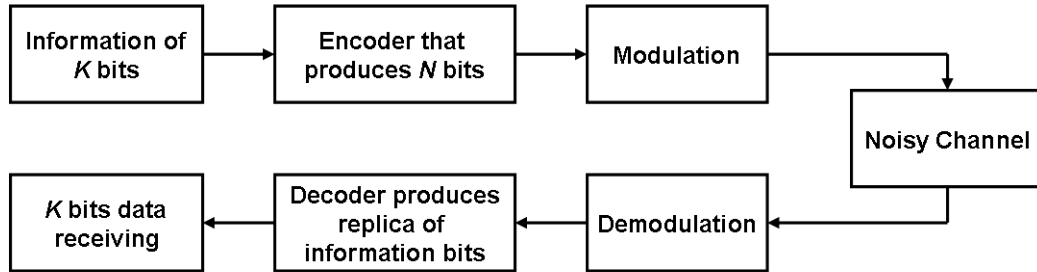 Information of
K bits
Encoder that
produces N bits
Modulation
Noisy Channel
Demodulation
Decoder produces
replica of
information bits
K bits data
receiving